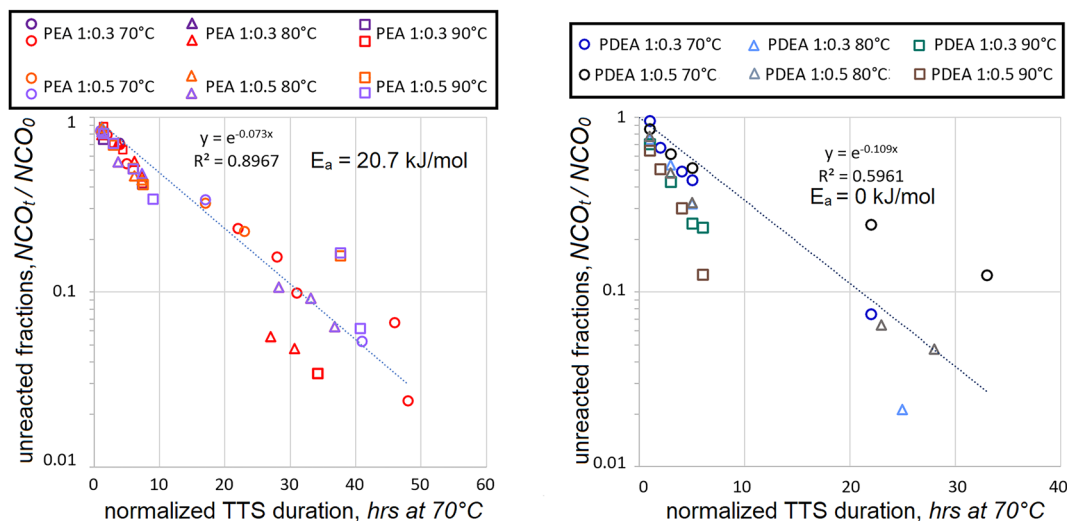 PEA 1:0.3 70°C PEA 1:0.3 80°C PEA 1:0.3 90°C
PEA 1:0.5 70°C PEA 1:0.5 80°C PEA 1:0.5 90°C
unreacted fractions, NCOt / NCO0
1
0.1
0.01
y = e^-0.073x
R² = 0.8967
Ea = 20.7 kJ/mol
0 10 20 30 40 50 60
normalized TTS duration, hrs at 70°C
PDEA 1:0.3 70°C PDEA 1:0.3 80°C PDEA 1:0.3 90°C
PDEA 1:0.5 70°C PDEA 1:0.5 80°C: PDEA 1:0.5 90°C
unreacted fractions, NCOt / NCO0
1
0.1
0.01
y = e^-0.109x
R² = 0.5961
Ea = 0 kJ/mol
0 10 20 30 40
normalized TTS duration, hrs at 70°C